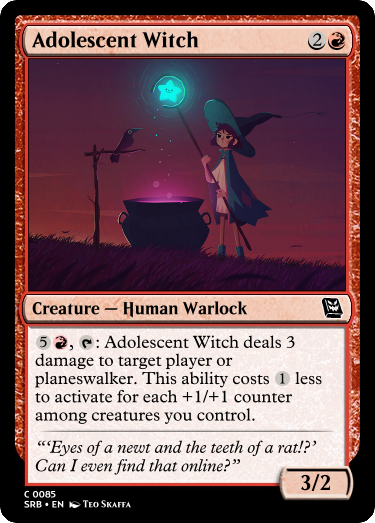 Adolescent Witch 2
Creature — Human Warlock
5, : Adolescent Witch deals 3
damage to target player or
planeswalker. This ability costs 1 less
to activate for each +1/+1 counter
among creatures you control.
“‘Eyes of a newt and the teeth of a rat!?’
Can I even find that online?”
3/2
C 0085
SRB • EN Teo Skaffa